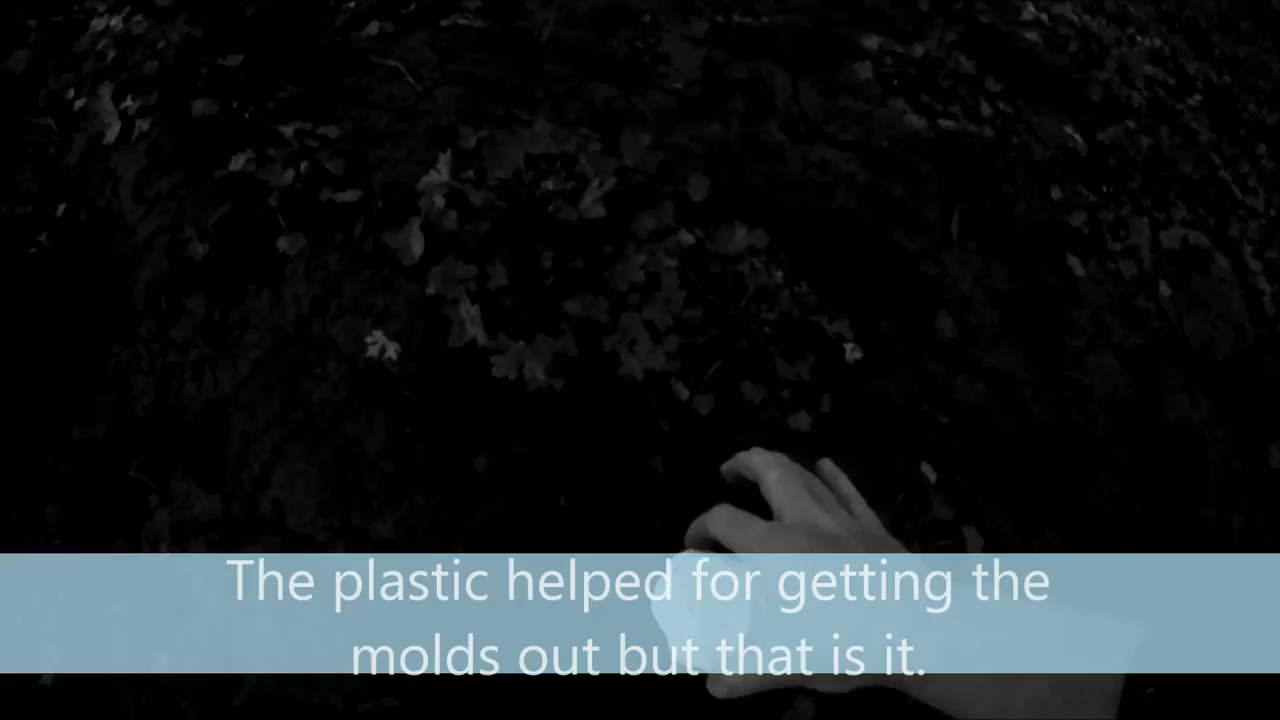 The plastic helped for getting the
molds out but that is it.